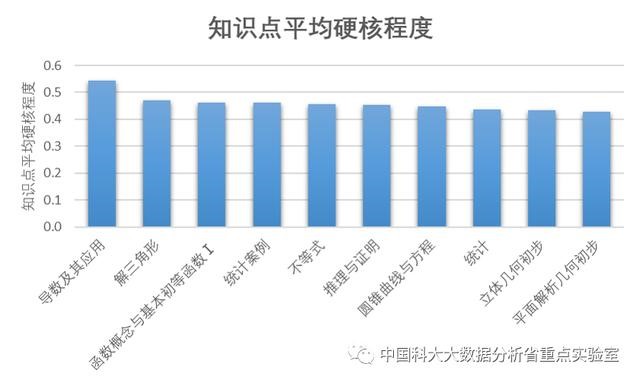 知识点平均硬核程度
知识点平均硬核程度
0.6
0.5
0.4
0.3
0.2
0.1
0.0
导数及其应用
解三角形
函数概念与基本初等函数Ⅰ
统计案例
不等式
推理与证明
圆锥曲线与方程
统计
立体几何初步
平面解析几何初步
中国科大大数据分析省重点实验室